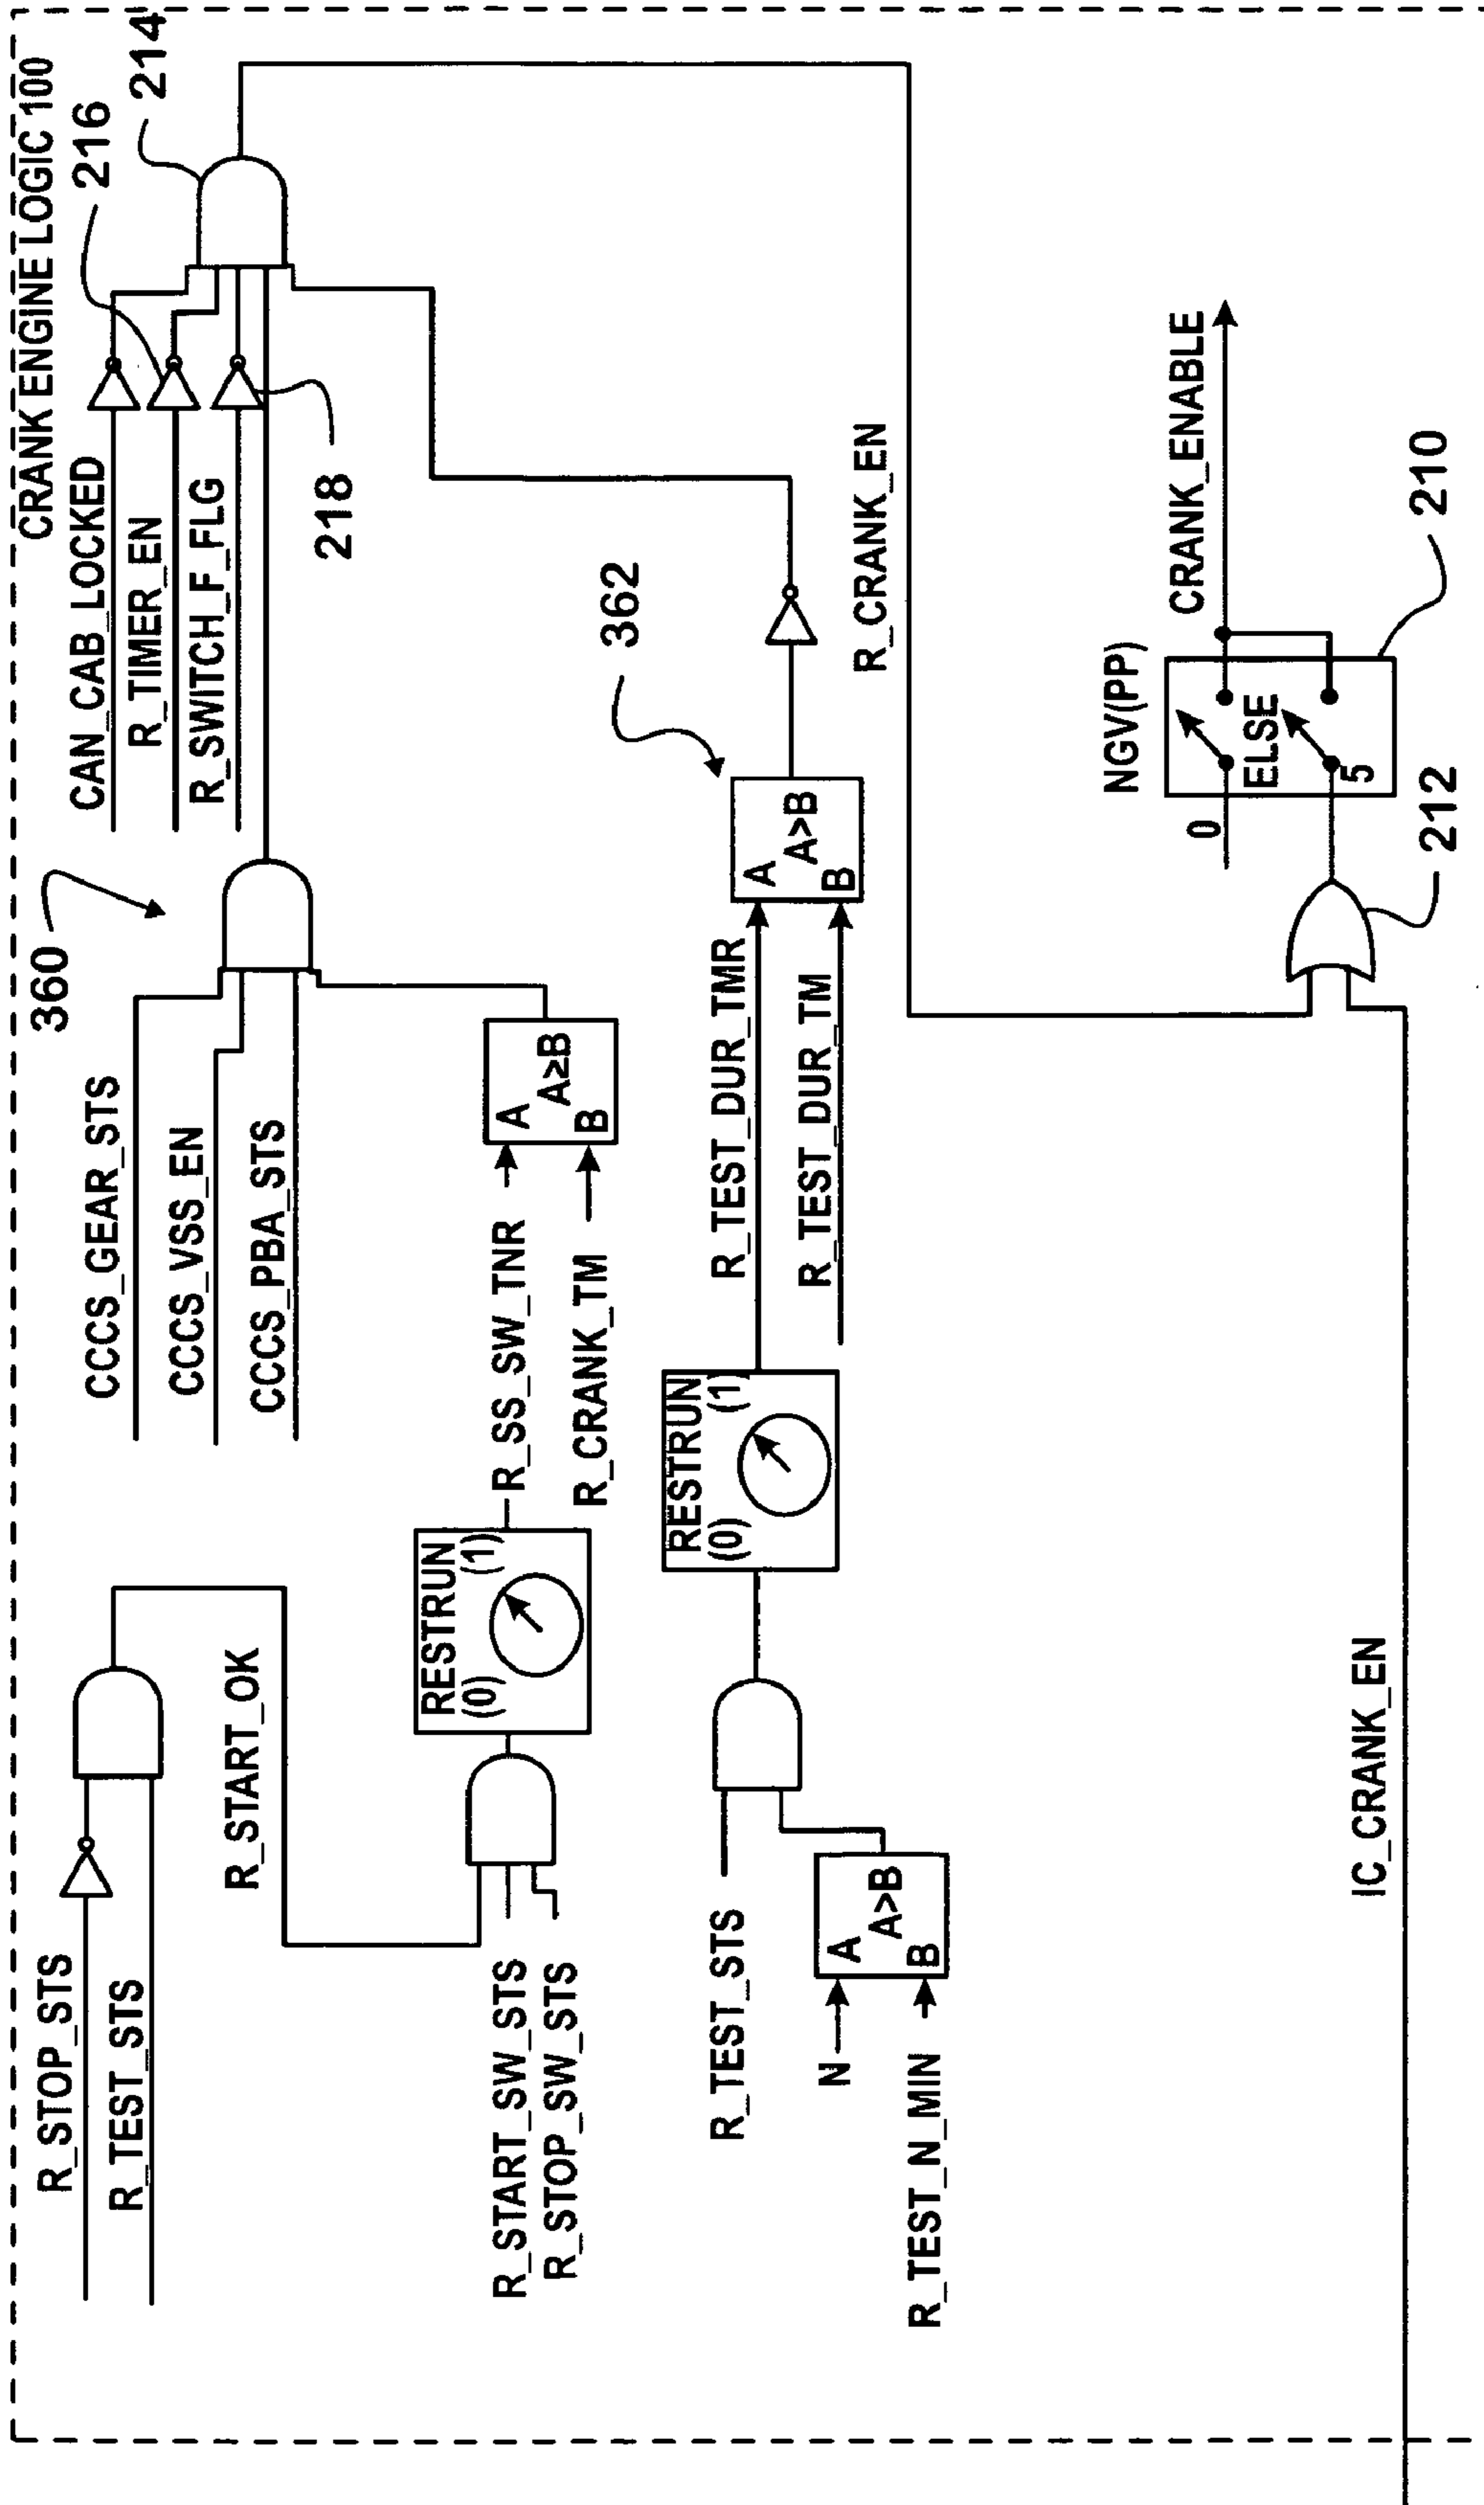 CRANK ENGINE LOGIC 100
R_STOP_STS
R_TEST_STS
R_START_OK
R_START_SW_STS
R_STOP_SW_STS
RESTRUN
(0) (1)
R_SS_SW_TNR
R_CRANK_TM
A
A≥B
B
CCCS_GEAR_STS
CCCS_VSS_EN
CCCS_PBA_STS
360
CAN_CAB_LOCKED
R_TIMER_EN
R_SWITCH_F_FLG
216
214
218
R_TEST_STS
N
R_TEST_N_MIN
A
A>B
B
RESTRUN
(0) (1)
R_TEST_DUR_TMR
R_TEST_DUR_TM
A
A>B
B
362
R_CRANK_EN
IC_CRANK_EN
212
NGV(PP)
0
ELSE
5
CRANK_ENABLE
210